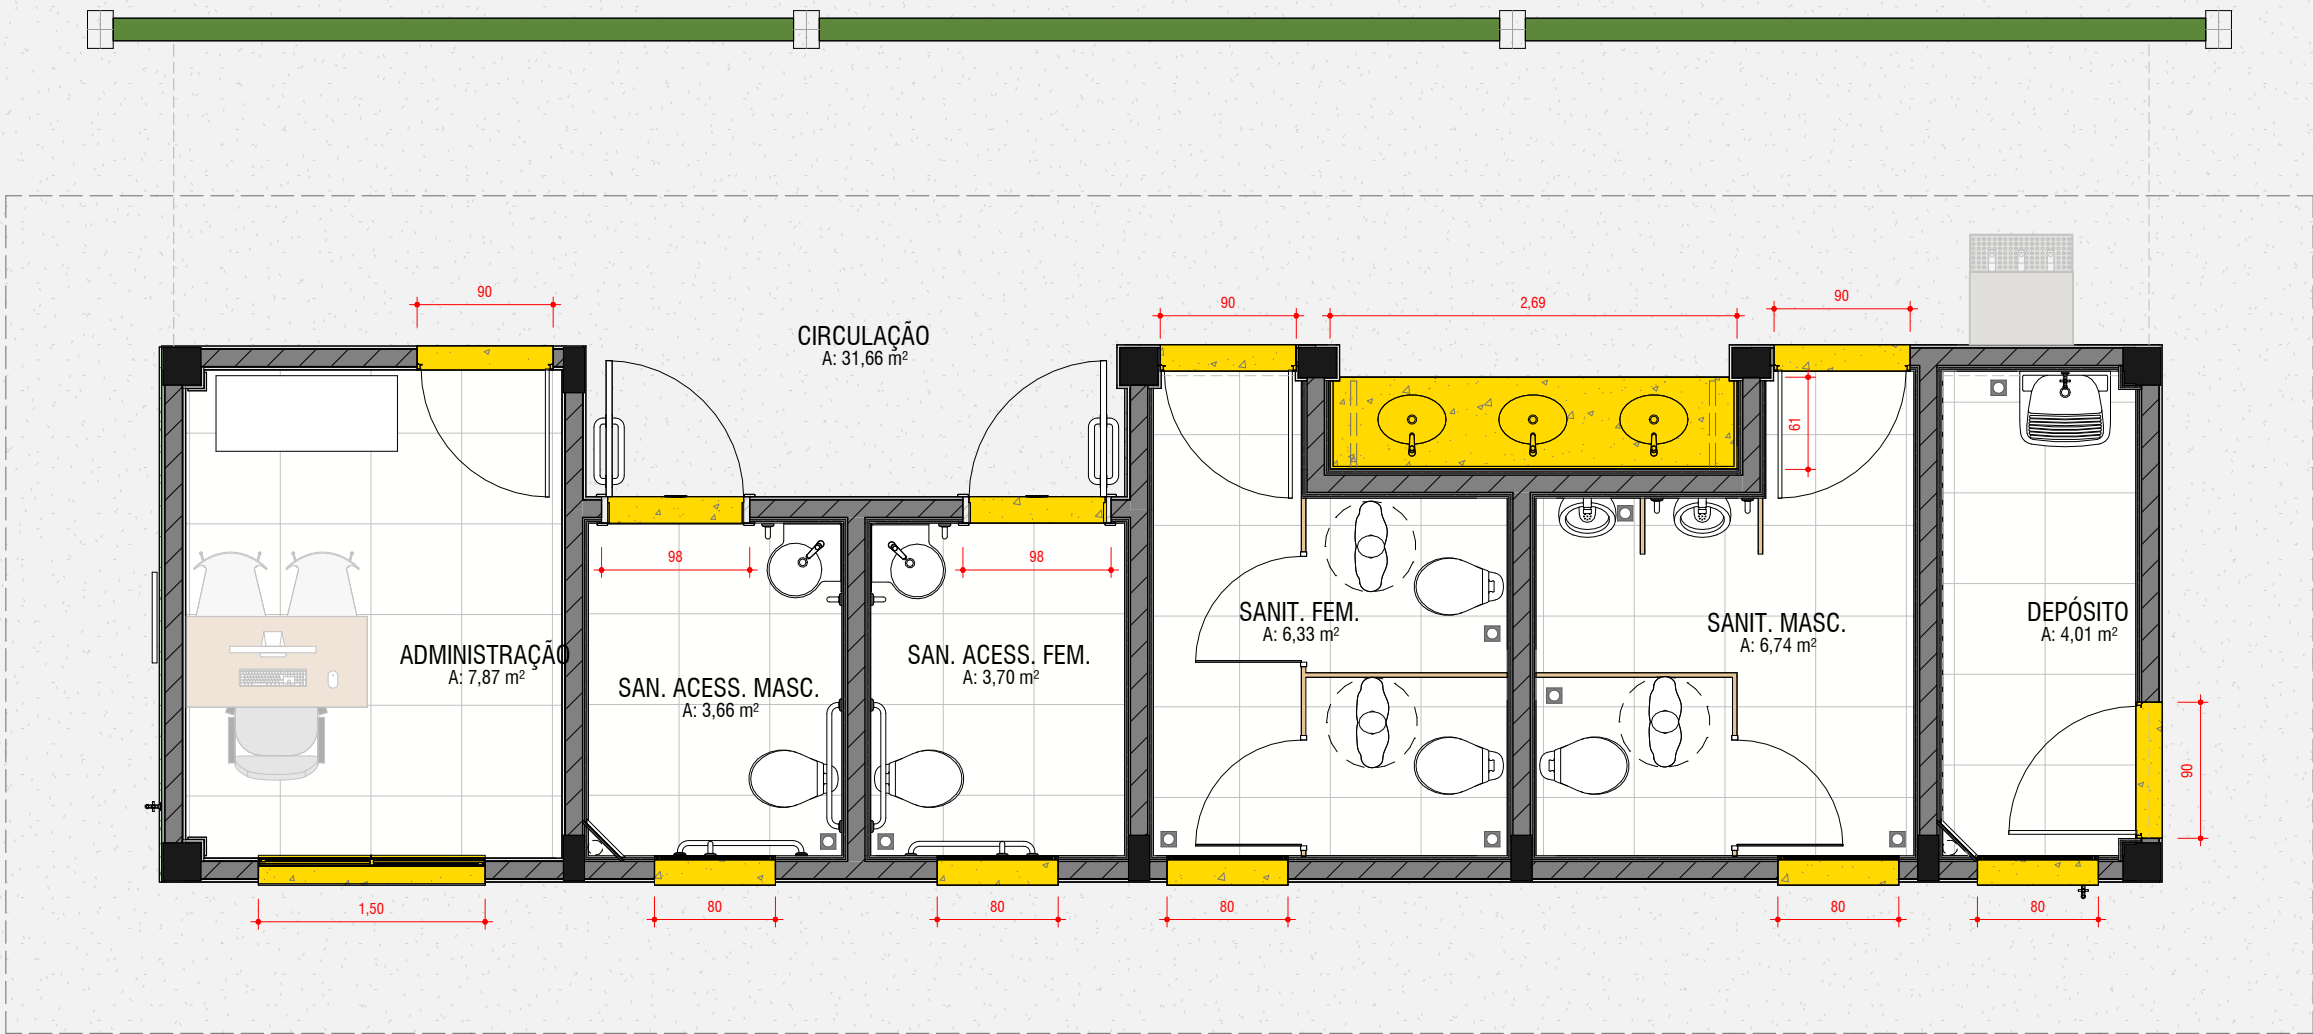 90
90
2,69
90
CIRCULAÇÃO
A: 31,66 m²
61
98
98
ADMINISTRAÇÃO
A: 7,87 m²
SAN. ACESS. MASC.
A: 3,66 m²
SAN. ACESS. FEM.
A: 3,70 m²
SANIT. FEM.
A: 6,33 m²
SANIT. MASC.
A: 6,74 m²
DEPÓSITO
A: 4,01 m²
90
1,50
80
80
80
80
80